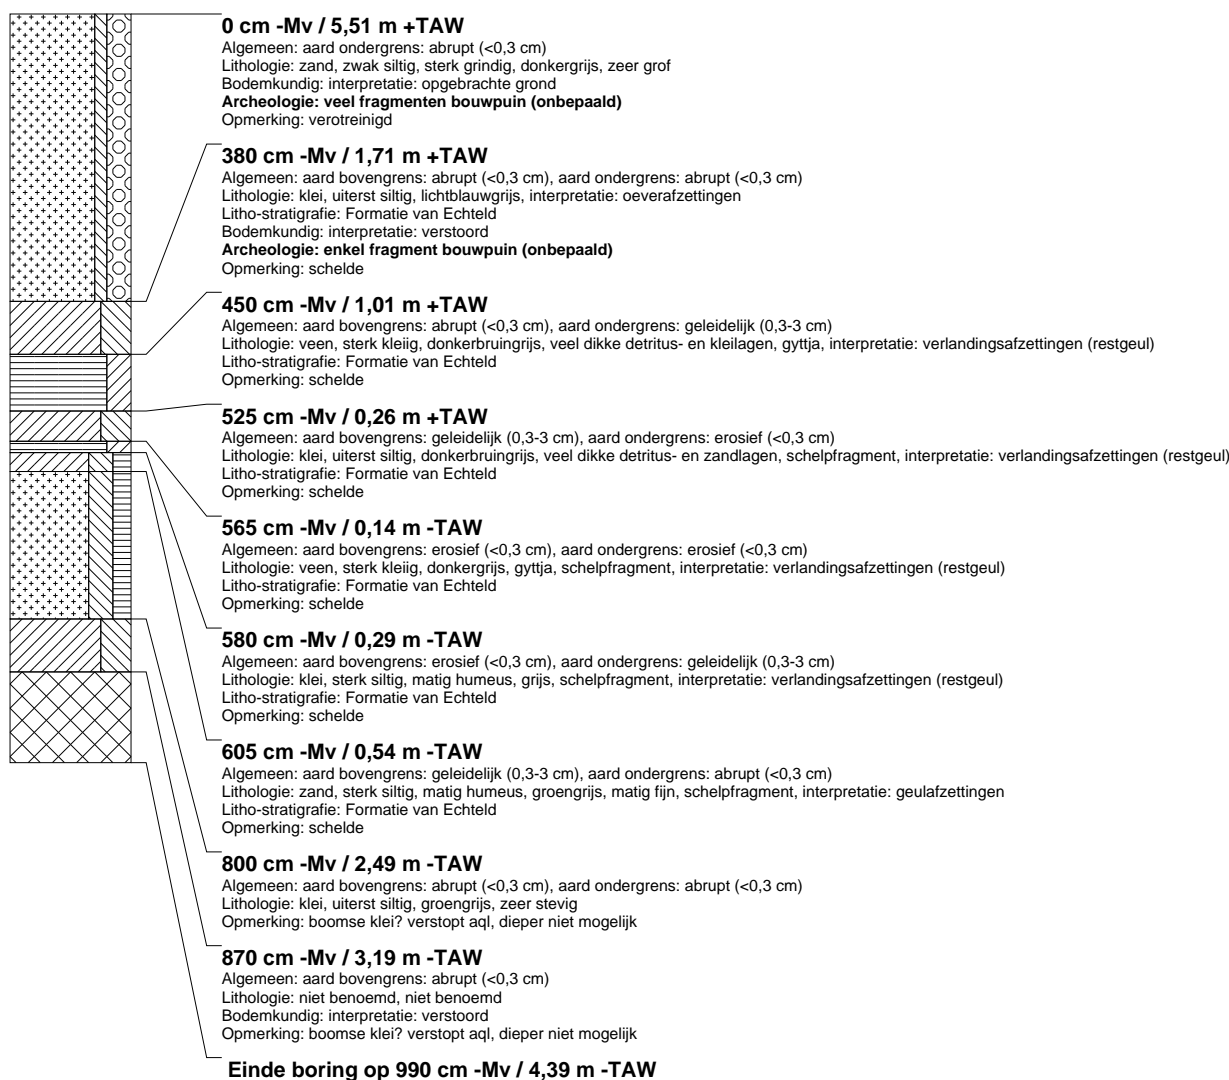 0 cm -Mv / 5,51 m +TAW
Algemeen: aard ondergrens: abrupt (<0,3 cm)
Lithologie: zand, zwak siltig, sterk grindig, donkergrijs, zeer grof
Bodemkundig: interpretatie: opgebrachte grond
Archeologie: veel fragmenten bouwpuin (onbepaald)
Opmerking: verotreinigd
380 cm -Mv / 1,71 m +TAW
Algemeen: aard bovengrens: abrupt (<0,3 cm), aard ondergrens: abrupt (<0,3 cm)
Lithologie: klei, uiterst siltig, lichtblauwgrijs, interpretatie: oeverafzettingen
Litho-stratigrafie: Formatie van Echteld
Bodemkundig: interpretatie: verstoord
Archeologie: enkel fragment bouwpuin (onbepaald)
Opmerking: schelde
450 cm -Mv / 1,01 m +TAW
Algemeen: aard bovengrens: abrupt (<0,3 cm), aard ondergrens: geleidelijk (0,3-3 cm)
Lithologie: veen, sterk kleiig, donkerbruingrijs, veel dikke detritus- en kleilagen, gyttja, interpretatie: verlandingsafzettingen (restgeul)
Litho-stratigrafie: Formatie van Echteld
Opmerking: schelde
525 cm -Mv / 0,26 m +TAW
Algemeen: aard bovengrens: geleidelijk (0,3-3 cm), aard ondergrens: erosief (<0,3 cm)
Lithologie: klei, uiterst siltig, donkerbruingrijs, veel dikke detritus- en zandlagen, schelpfragment, interpretatie: verlandingsafzettingen (restgeul)
Litho-stratigrafie: Formatie van Echteld
Opmerking: schelde
565 cm -Mv / 0,14 m -TAW
Algemeen: aard bovengrens: erosief (<0,3 cm), aard ondergrens: erosief (<0,3 cm)
Lithologie: veen, sterk kleiig, donkergrijs, gyttja, schelpfragment, interpretatie: verlandingsafzettingen (restgeul)
Litho-stratigrafie: Formatie van Echteld
Opmerking: schelde
580 cm -Mv / 0,29 m -TAW
Algemeen: aard bovengrens: erosief (<0,3 cm), aard ondergrens: geleidelijk (0,3-3 cm)
Lithologie: klei, sterk siltig, matig humeus, grijs, schelpfragment, interpretatie: verlandingsafzettingen (restgeul)
Litho-stratigrafie: Formatie van Echteld
Opmerking: schelde
605 cm -Mv / 0,54 m -TAW
Algemeen: aard bovengrens: geleidelijk (0,3-3 cm), aard ondergrens: abrupt (<0,3 cm)
Lithologie: zand, sterk siltig, matig humeus, groengrijs, matig fijn, schelpfragment, interpretatie: geulafzettingen
Litho-stratigrafie: Formatie van Echteld
Opmerking: schelde
800 cm -Mv / 2,49 m -TAW
Algemeen: aard bovengrens: abrupt (<0,3 cm), aard ondergrens: abrupt (<0,3 cm)
Lithologie: klei, uiterst siltig, groengrijs, zeer stevig
Opmerking: boomse klei? verstopt aql, dieper niet mogelijk
870 cm -Mv / 3,19 m -TAW
Algemeen: aard bovengrens: abrupt (<0,3 cm)
Lithologie: niet benoemd, niet benoemd
Bodemkundig: interpretatie: verstoord
Opmerking: boomse klei? verstopt aql, dieper niet mogelijk
Einde boring op 990 cm -Mv / 4,39 m -TAW